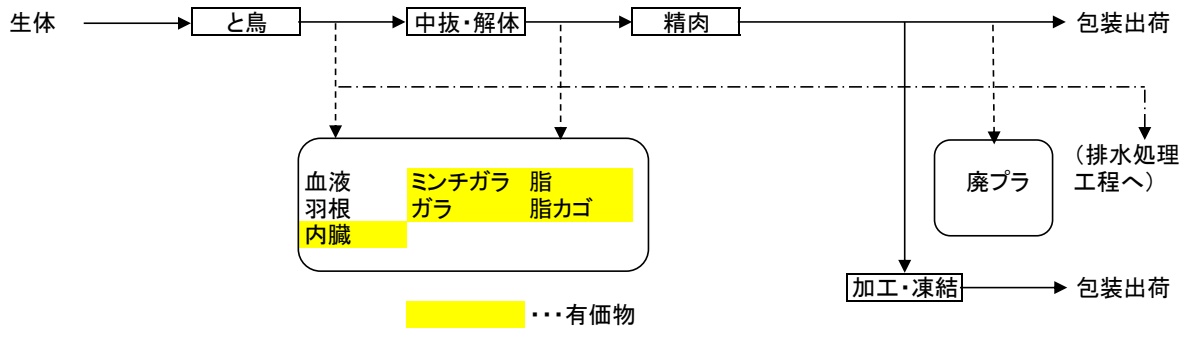 生体
と鳥
中抜・解体
精肉
包装出荷
血液
ミンチガラ 脂
羽根
ガラ 脂カゴ
内臓
廃プラ
（排水処理
工程へ）
加工・凍結
包装出荷
・・・有価物